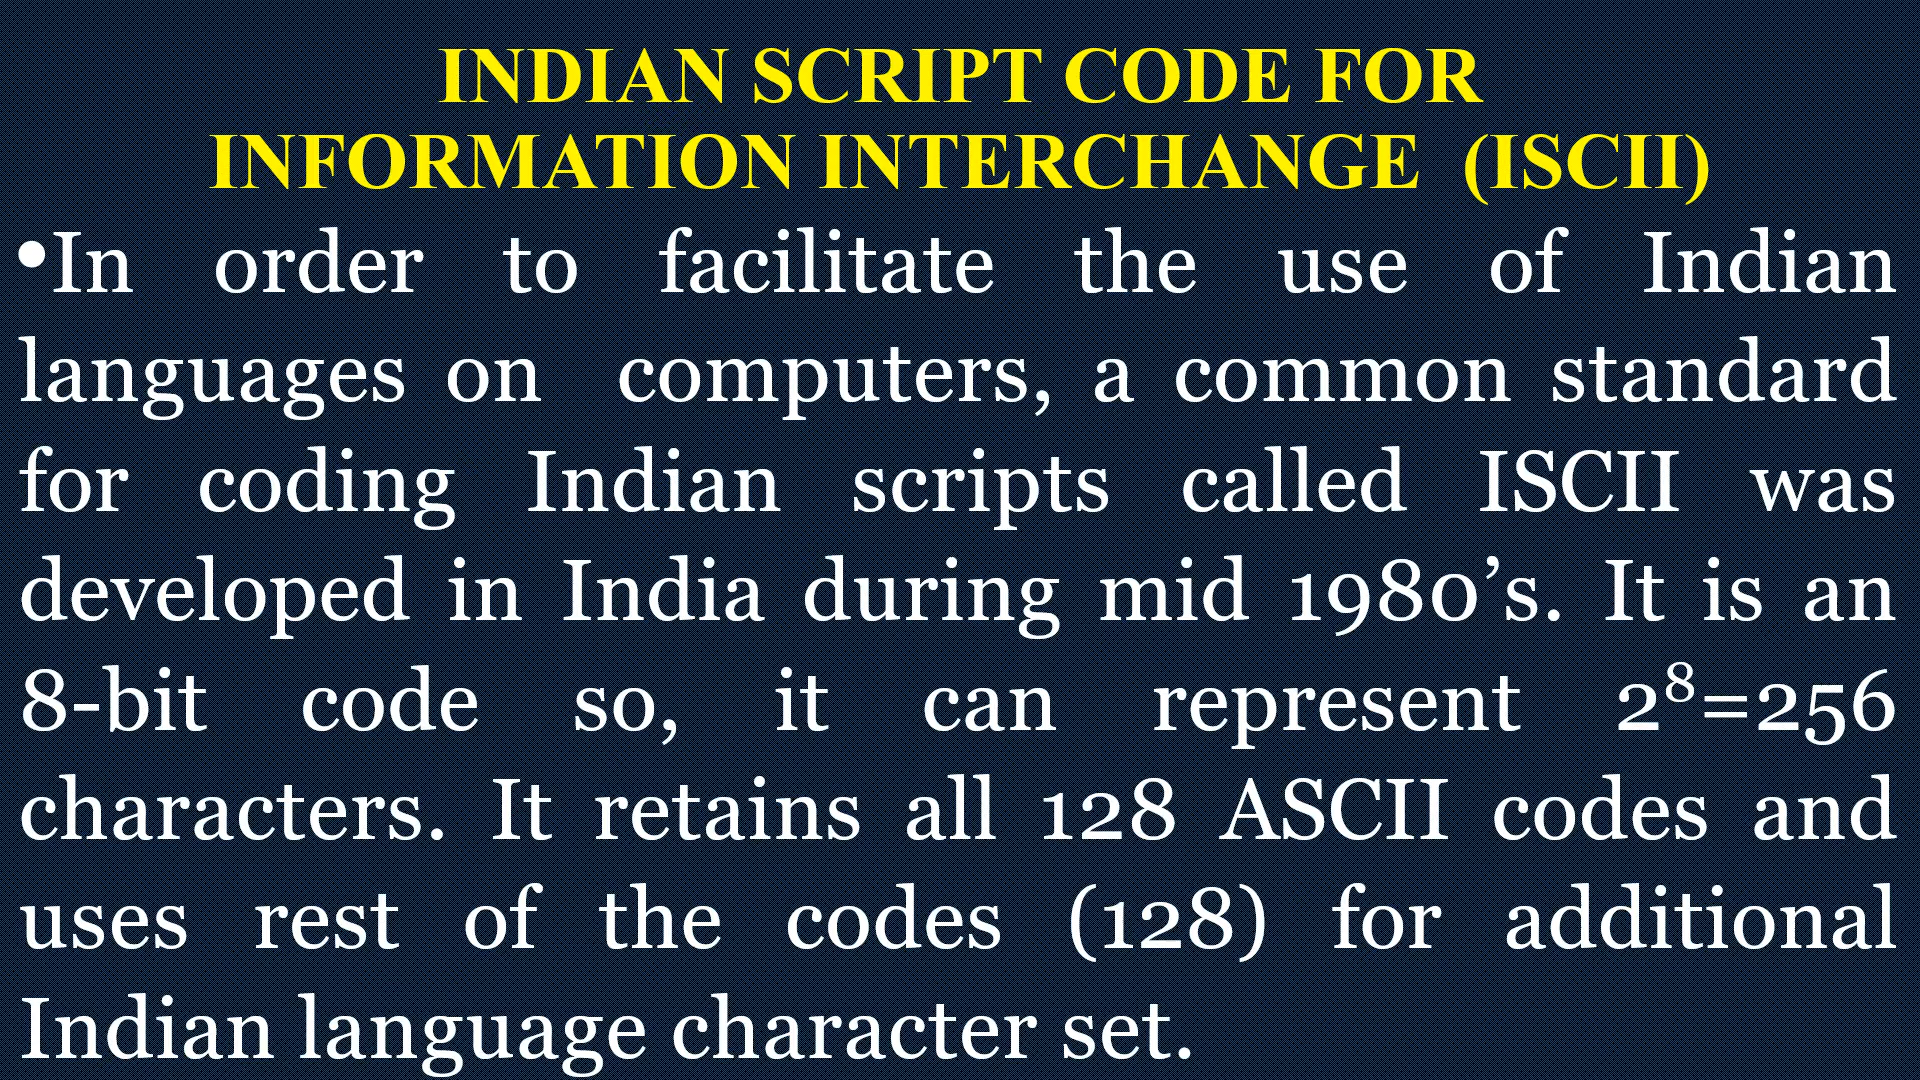 INDIAN SCRIPT CODE FOR
INFORMATION INTERCHANGE (ISCII)
•In order to facilitate the use of Indian
languages on computers, a common standard
for coding Indian scripts called ISCII was
developed in India during mid 1980’s. It is an
8-bit code so, it can represent 2⁸=256
characters. It retains all 128 ASCII codes and
uses rest of the codes (128) for additional
Indian language character set.